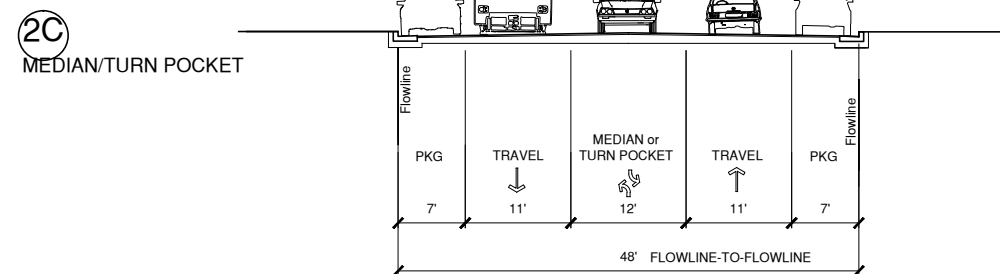 2C
MEDIAN/TURN POCKET
Flowline
Flowline
MEDIAN or
PKG TRAVEL TURN POCKET TRAVEL PKG
7' 11' 12' 11' 7'
48' FLOWLINE-TO-FLOWLINE